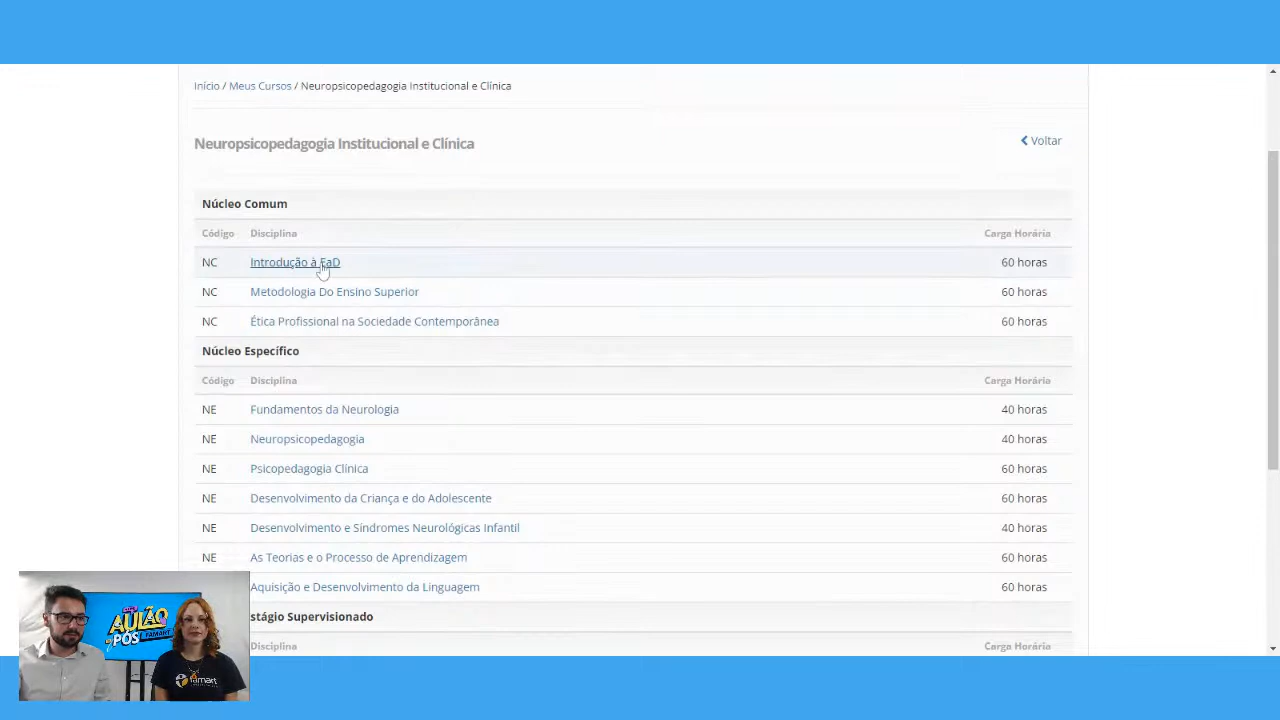 Início / Meus Cursos / Neuropsicopedagogia Institucional e Clínica
Neuropsicopedagogia Institucional e Clínica
Voltar
Núcleo Comum
Código Disciplina Carga Horária
NC Introdução à EaD 60 horas
NC Metodologia Do Ensino Superior 60 horas
NC Ética Profissional na Sociedade Contemporânea 60 horas
Núcleo Específico
Código Disciplina Carga Horária
NE Fundamentos da Neurologia 40 horas
NE Neuropsicopedagogia 40 horas
NE Psicopedagogia Clínica 60 horas
NE Desenvolvimento da Criança e do Adolescente 60 horas
NE Desenvolvimento e Síndromes Neurológicas Infantil 40 horas
NE As Teorias e o Processo de Aprendizagem 60 horas
Aquisição e Desenvolvimento da Linguagem 60 horas
stágio Supervisionado
Disciplina Carga Horária
AULÃO
PÓS FAMART
famart